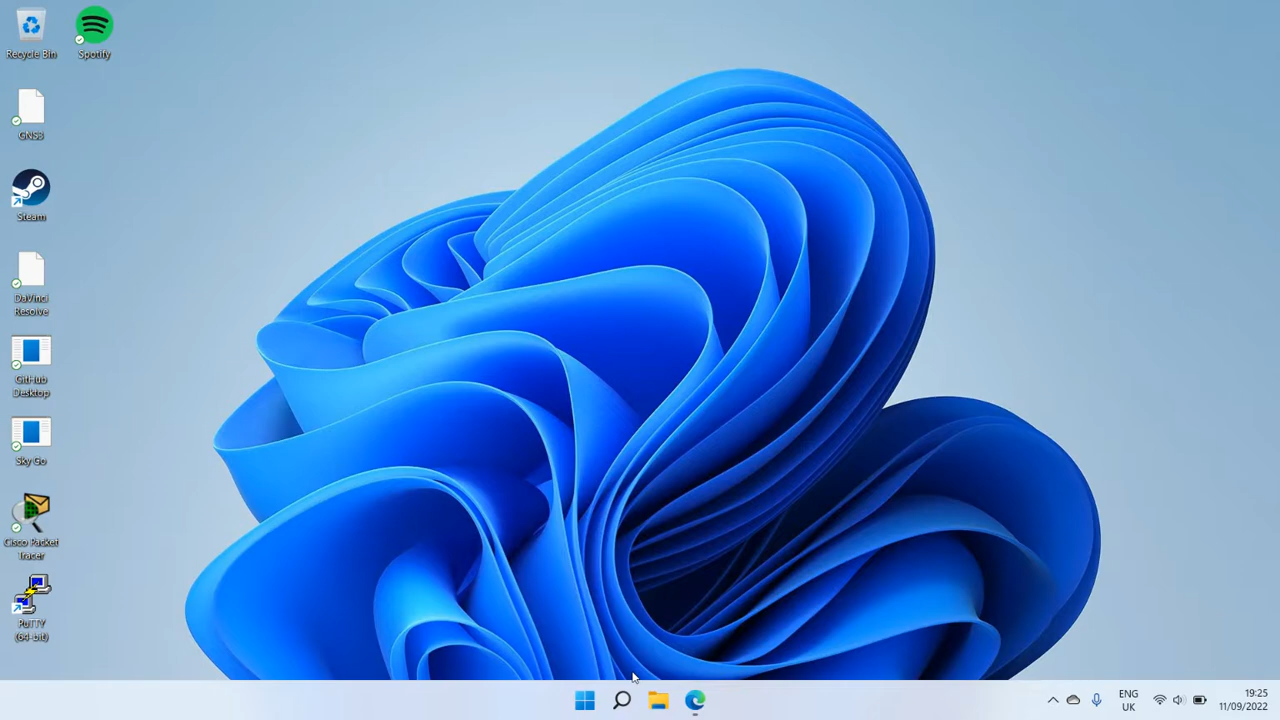 Recycle Bin
Spotify
GNS3
Steam
DaVinci
Resolve
GitHub
Desktop
Sky Go
Cisco Packet
Tracer
PuTTY
(64-bit)
ENG
UK
19:25
11/09/2022